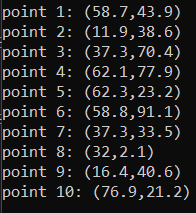 point 1: (58.7,43.9)
point 2: (11.9,38.6)
point 3: (37.3,70.4)
point 4: (62.1,77.9)
point 5: (62.3,23.2)
point 6: (58.8,91.1)
point 7: (37.3,33.5)
point 8: (32,2.1)
point 9: (16.4,40.6)
point 10: (76.9,21.2)